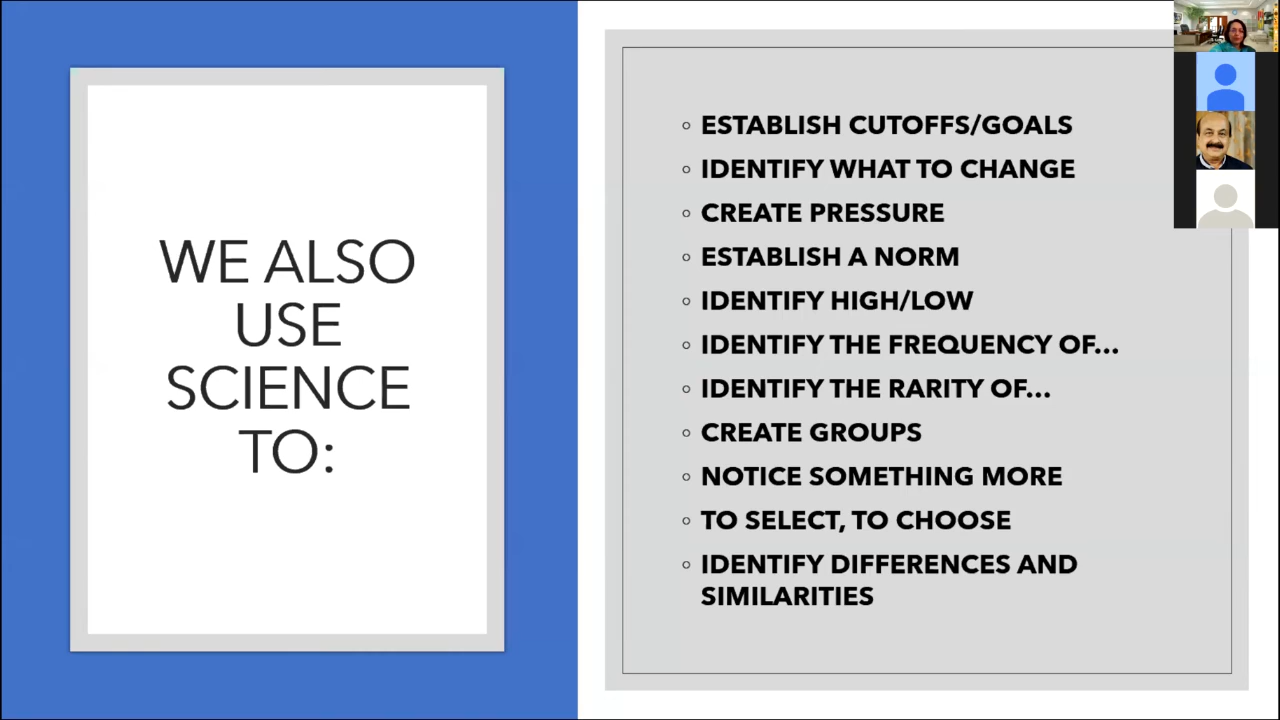 WE ALSO
USE
SCIENCE
TO:
◦ ESTABLISH CUTOFFS/GOALS
◦ IDENTIFY WHAT TO CHANGE
◦ CREATE PRESSURE
◦ ESTABLISH A NORM
◦ IDENTIFY HIGH/LOW
◦ IDENTIFY THE FREQUENCY OF...
◦ IDENTIFY THE RARITY OF...
◦ CREATE GROUPS
◦ NOTICE SOMETHING MORE
◦ TO SELECT, TO CHOOSE
◦ IDENTIFY DIFFERENCES AND
SIMILARITIES